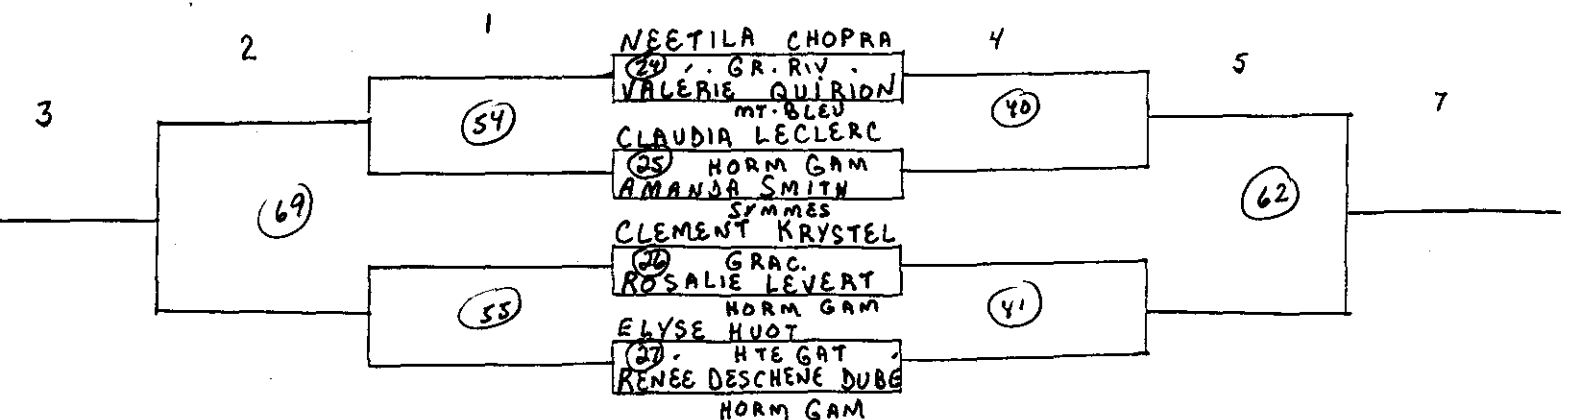 1
2
3
4
5
7
NEETILA CHOPRA
24 GR. RIV.
VALERIE QUIRION
MT. BLEU
CLAUDIA LECLERC
25 HORM GAM
AMANDA SMITH
SYMMES
CLEMENT KRYSTEL
26 GRAC.
ROSALIE LEVERT
HORM GAM
ELYSE HUOT
27 HTE GAT
RENEE DESCHENE DUBE
HORM GAM
54
69
55
40
62
41